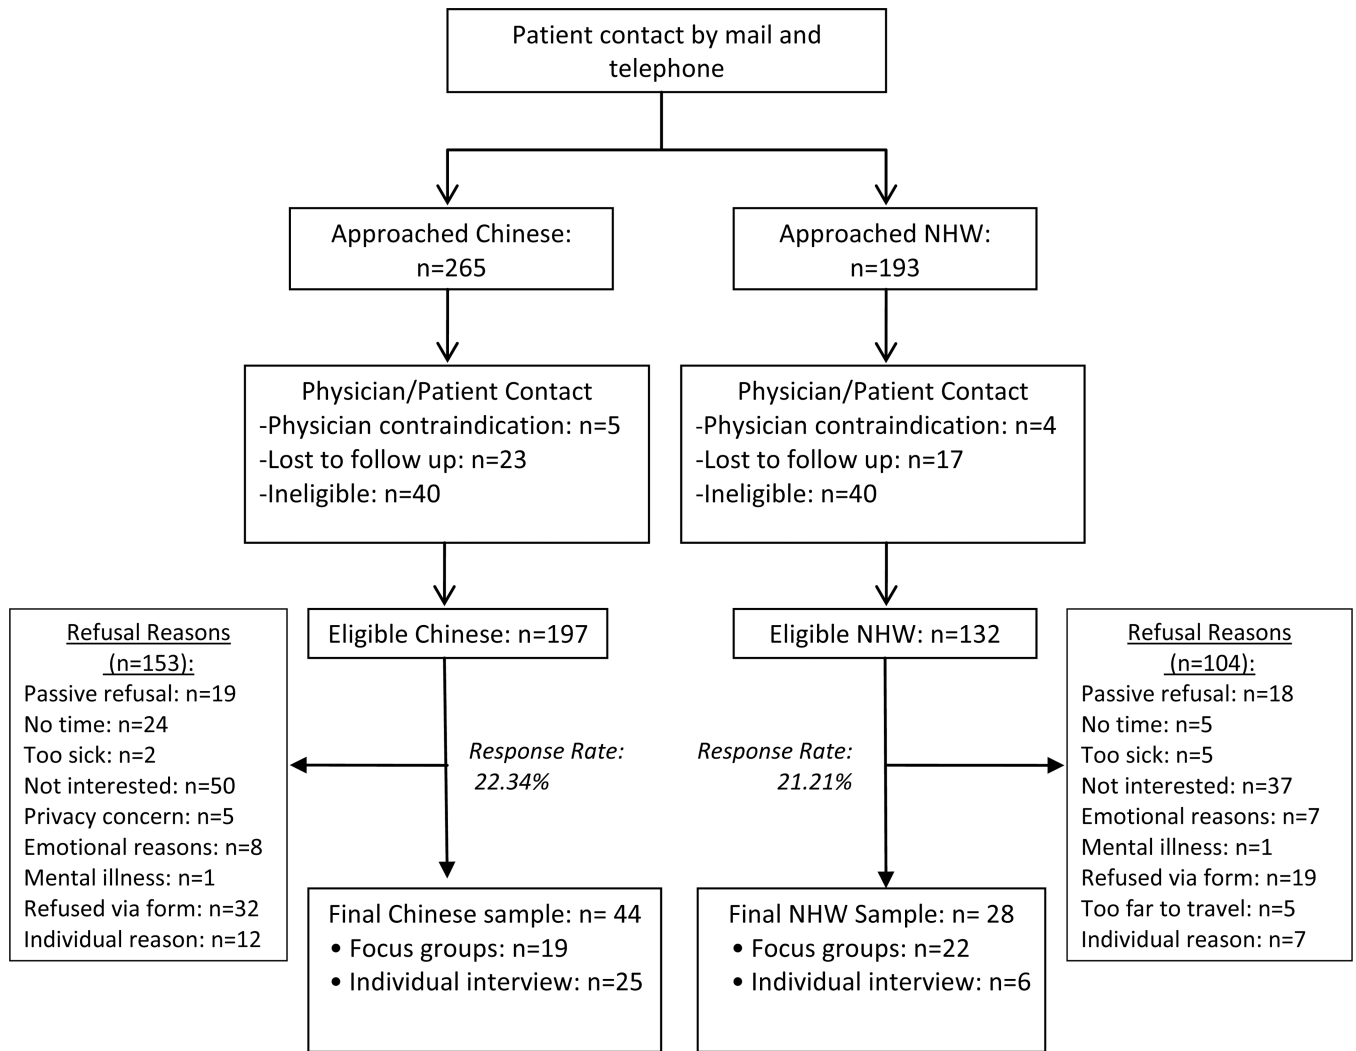 Patient contact by mail and
telephone
Approached Chinese:
n=265
Approached NHW:
n=193
Physician/Patient Contact
-Physician contraindication: n=5
-Lost to follow up: n=23
-Ineligible: n=40
Physician/Patient Contact
-Physician contraindication: n=4
-Lost to follow up: n=17
-Ineligible: n=40
Eligible Chinese: n=197
Eligible NHW: n=132
Refusal Reasons
(n=153):
Passive refusal: n=19
No time: n=24
Too sick: n=2
Not interested: n=50
Privacy concern: n=5
Emotional reasons: n=8
Mental illness: n=1
Refused via form: n=32
Individual reason: n=12
Response Rate:
22.34%
Response Rate:
21.21%
Refusal Reasons
(n=104):
Passive refusal: n=18
No time: n=5
Too sick: n=5
Not interested: n=37
Emotional reasons: n=7
Mental illness: n=1
Refused via form: n=19
Too far to travel: n=5
Individual reason: n=7
Final Chinese sample: n= 44
• Focus groups: n=19
• Individual interview: n=25
Final NHW Sample: n= 28
• Focus groups: n=22
• Individual interview: n=6